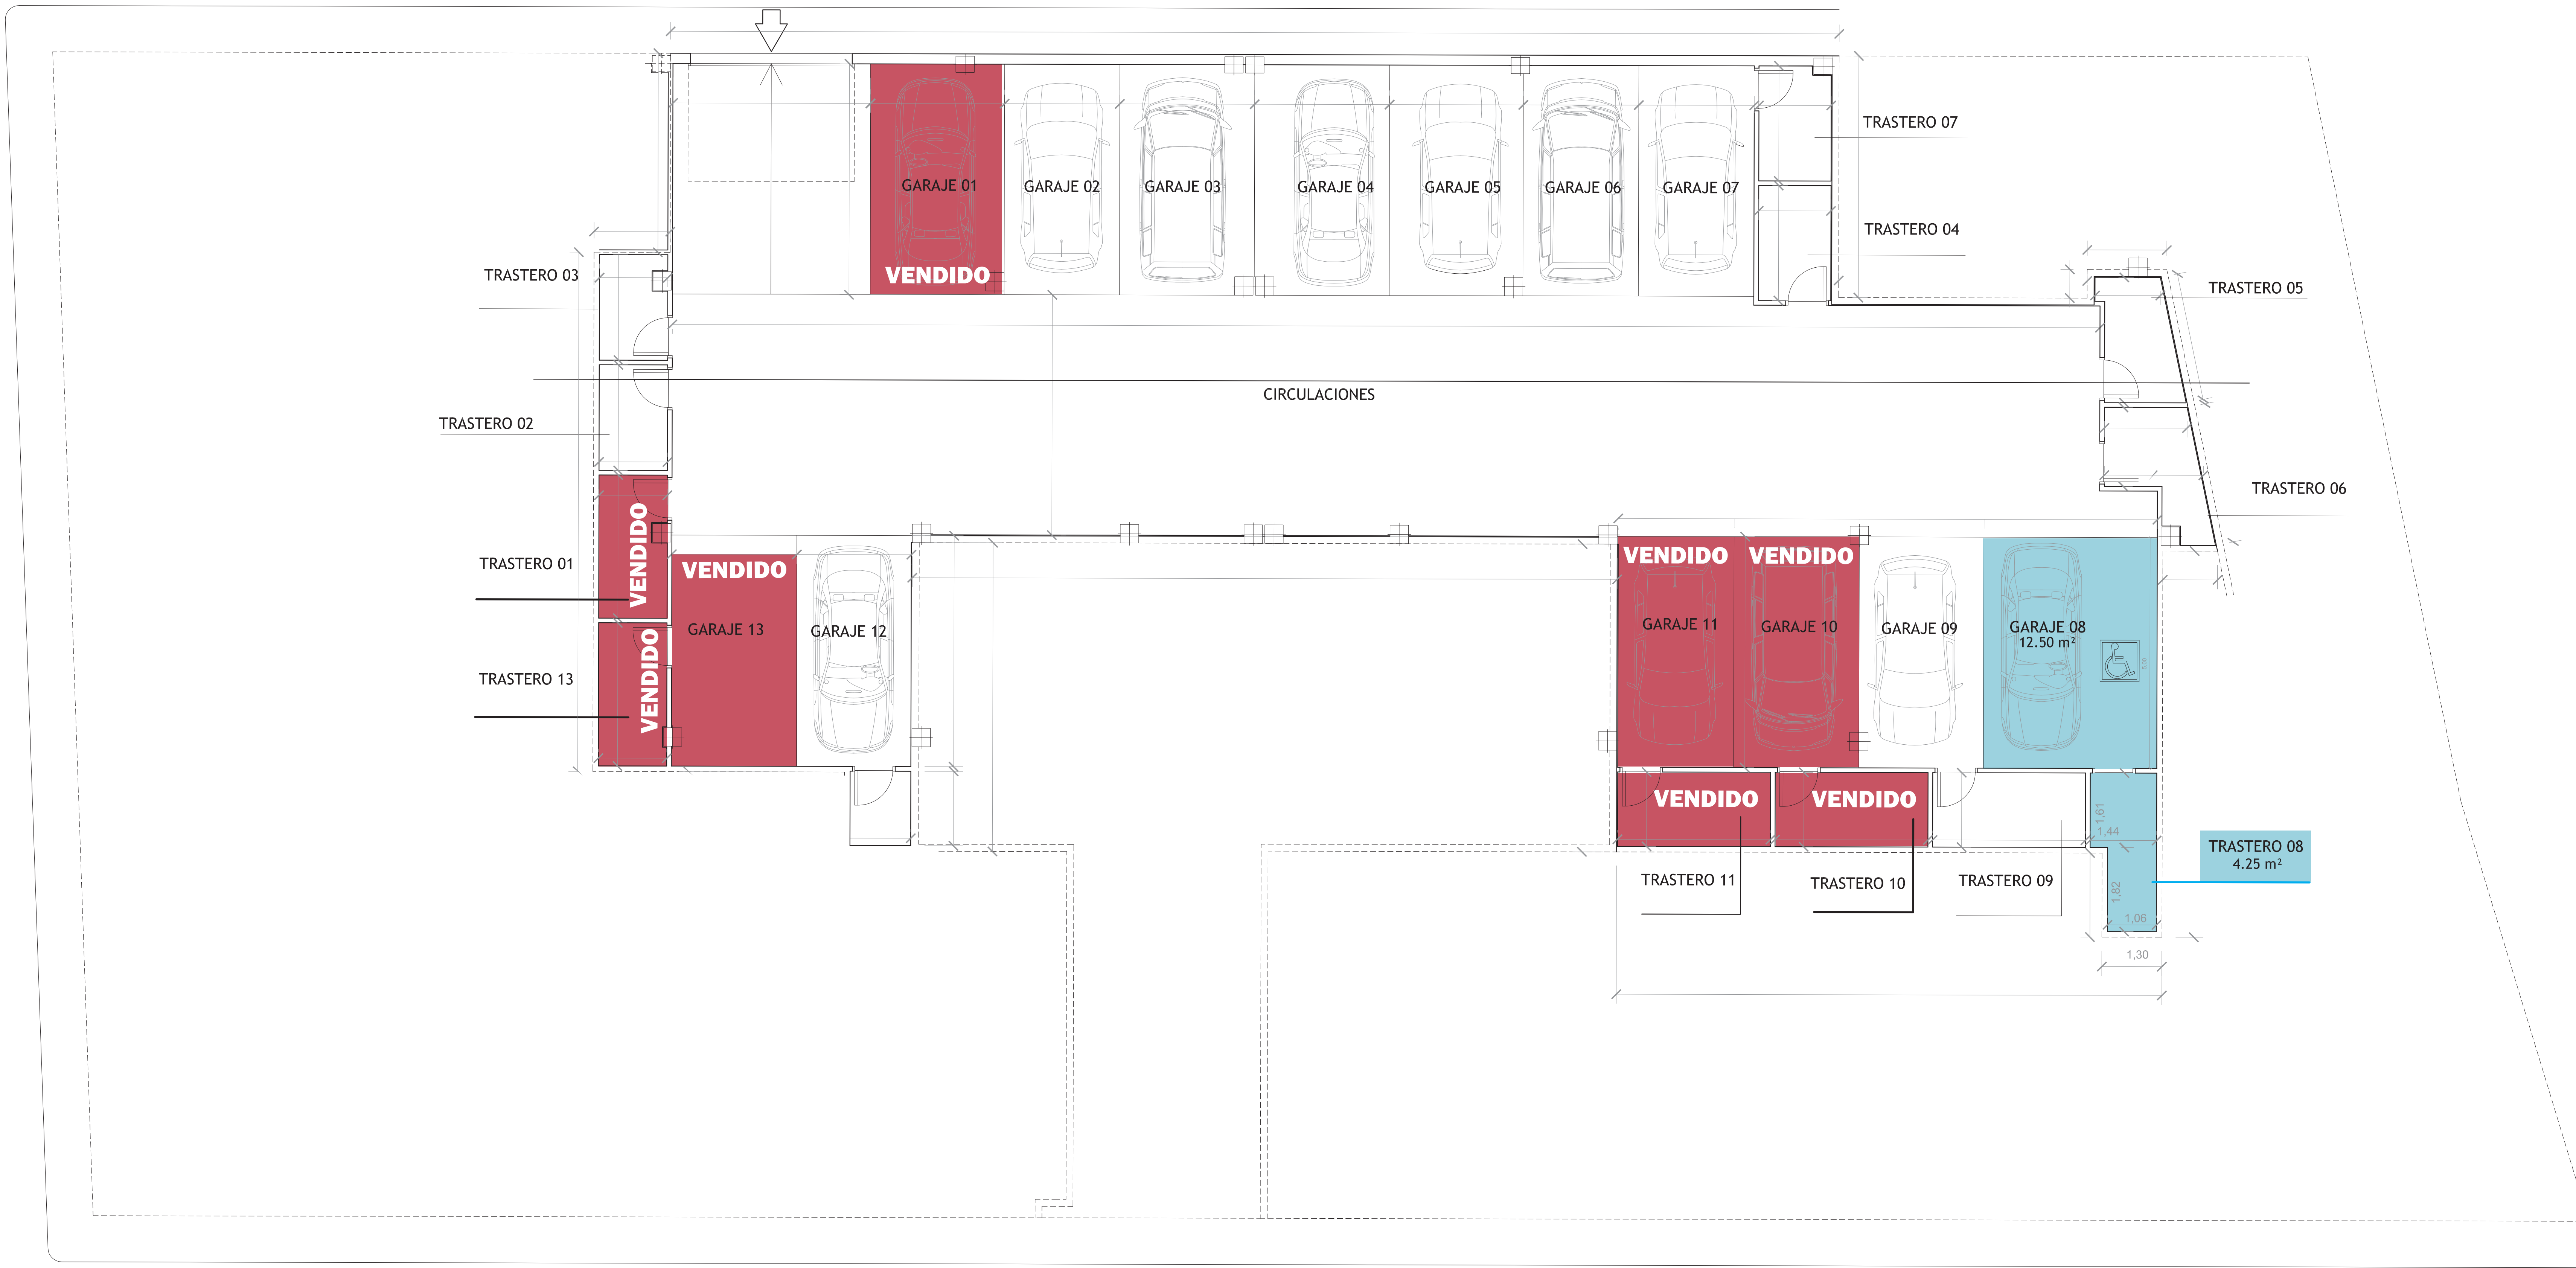 TRASTERO 07
GARAJE 01
GARAJE 02
GARAJE 03
GARAJE 04
GARAJE 05
GARAJE 06
GARAJE 07
VENDIDO
TRASTERO 04
TRASTERO 03
TRASTERO 05
CIRCULACIONES
TRASTERO 02
TRASTERO 06
VENDIDO
TRASTERO 01
VENDIDO
GARAJE 13
GARAJE 12
VENDIDO
TRASTERO 13
VENDIDO
VENDIDO
GARAJE 11
GARAJE 10
GARAJE 09
GARAJE 08
12.50 m²
VENDIDO
VENDIDO
1,61
1,44
TRASTERO 08
4.25 m²
TRASTERO 11
TRASTERO 10
TRASTERO 09
1,82
1,06
1,30